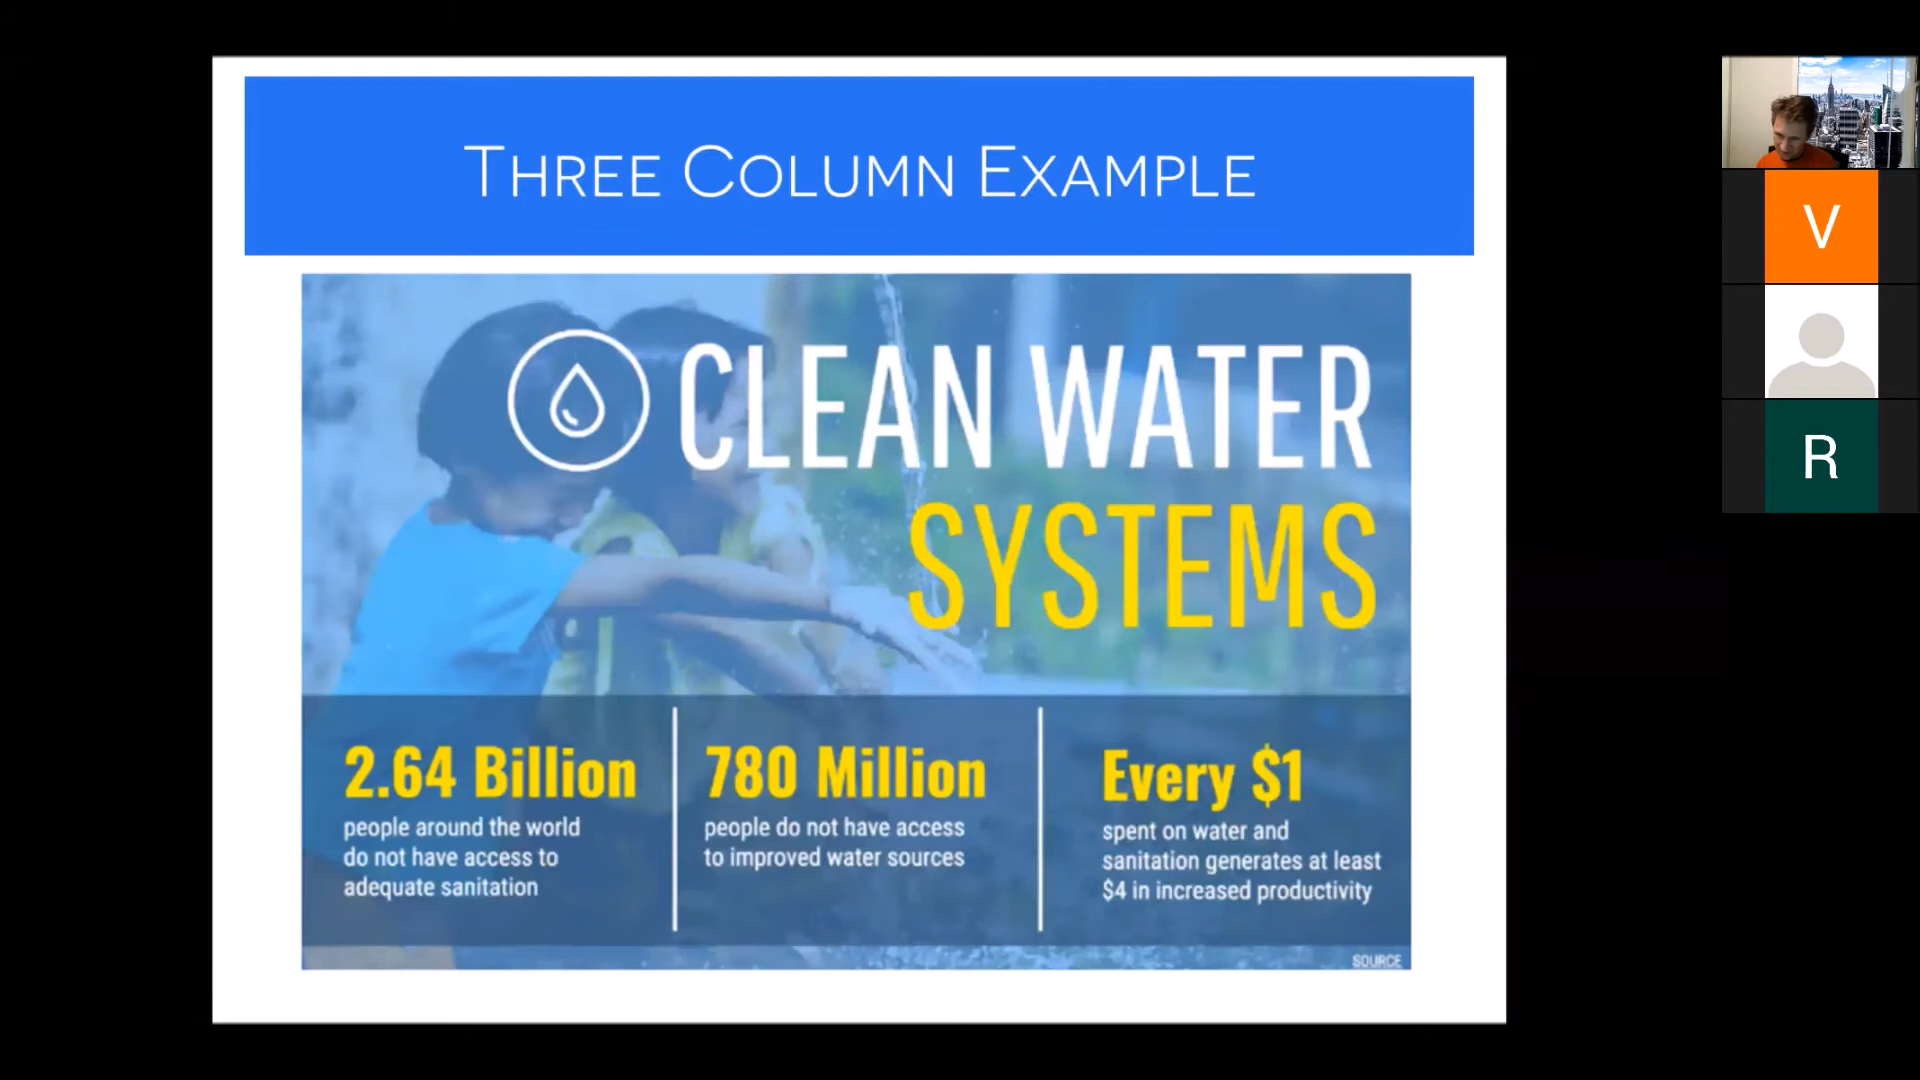 THREE COLUMN EXAMPLE
CLEAN WATER
SYSTEMS
2.64 Billion
people around the world
do not have access to
adequate sanitation
780 Million
people do not have access
to improved water sources
Every $1
spent on water and
sanitation generates at least
$4 in increased productivity
SOURCE
V
R